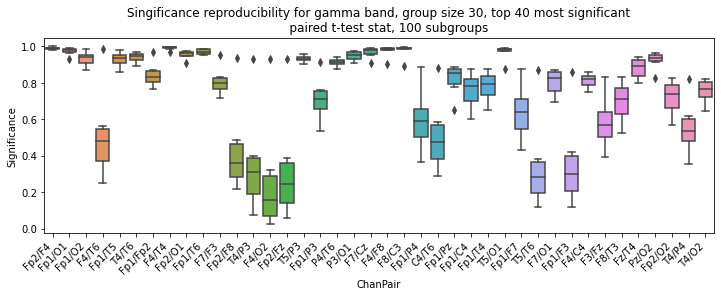 Singificance reproducibility for gamma band, group size 30, top 40 most significant
paired t-test stat, 100 subgroups
Significance
1.0
0.8
0.6
0.4
0.2
0.0
Fp2/F4
Fp1/O1
Fp1/O2
F4/T6
Fp1/T5
T4/T6
Fp1/Fp2
F4/T4
Fp2/O1
Fp1/T6
F7/F3
Fp2/F8
T4/P3
F4/O2
Fp2/Fz
T5/P3
Fp1/P3
P4/T6
P3/O1
F7/Cz
F4/F8
F8/C3
Fp1/P4
C4/T6
Fp1/Pz
Fp1/C4
Fp1/T4
T5/O1
Fp1/F7
T5/T6
F7/O1
Fp1/F3
F4/C4
F3/Fz
F8/T3
Fz/T4
Pz/O2
Fp2/O2
T4/P4
T4/O2
ChanPair